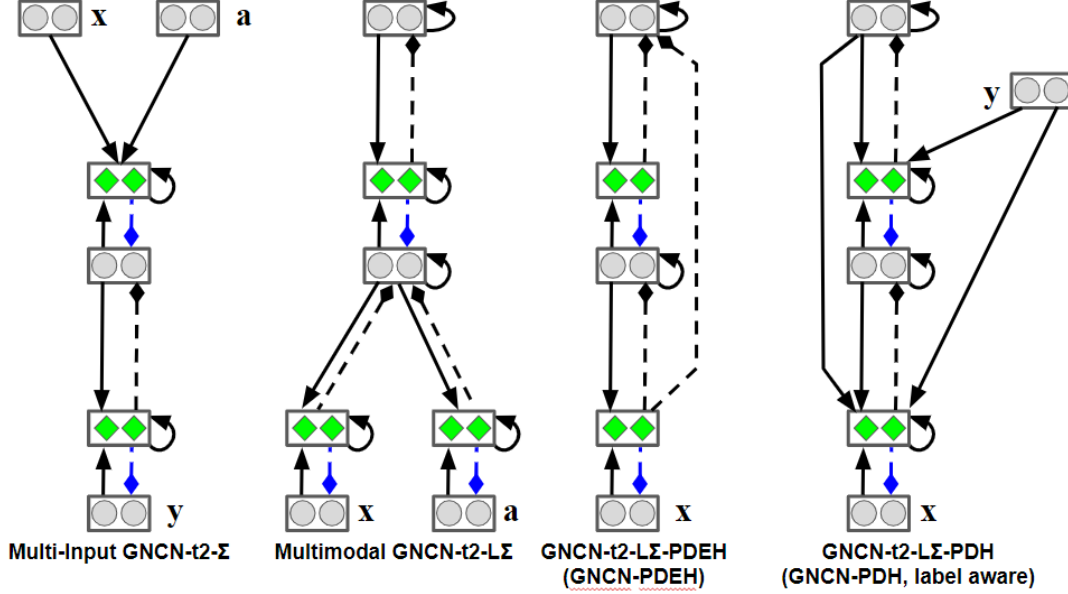 x
a
y
x
a
x
y
x
Multi-Input GNCN-t2-Σ
Multimodal GNCN-t2-LΣ
GNCN-t2-LΣ-PDEH
(GNCN-PDEH)
GNCN-t2-LΣ-PDH
(GNCN-PDH, label aware)